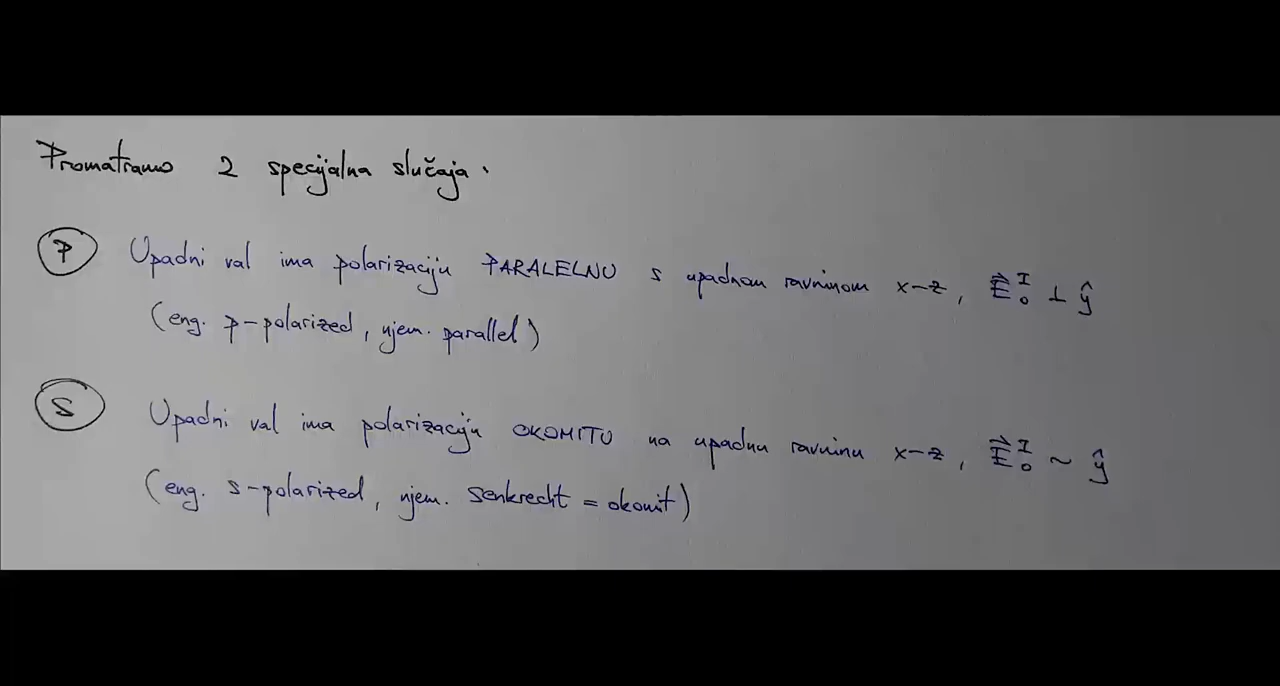 Promatramo 2 specijalna slučaja.
P Upadni val ima polarizaciju PARALELNU s upadnom ravninom x-z, E⃗₀ᴵ ⊥ ŷ
(eng. p-polarized, njem. parallel)
S Upadni val ima polarizaciju OKOMITU na upadnu ravninu x-z, E⃗₀ᴵ ~ ŷ
(eng. s-polarized, njem. senkrecht = okomit)